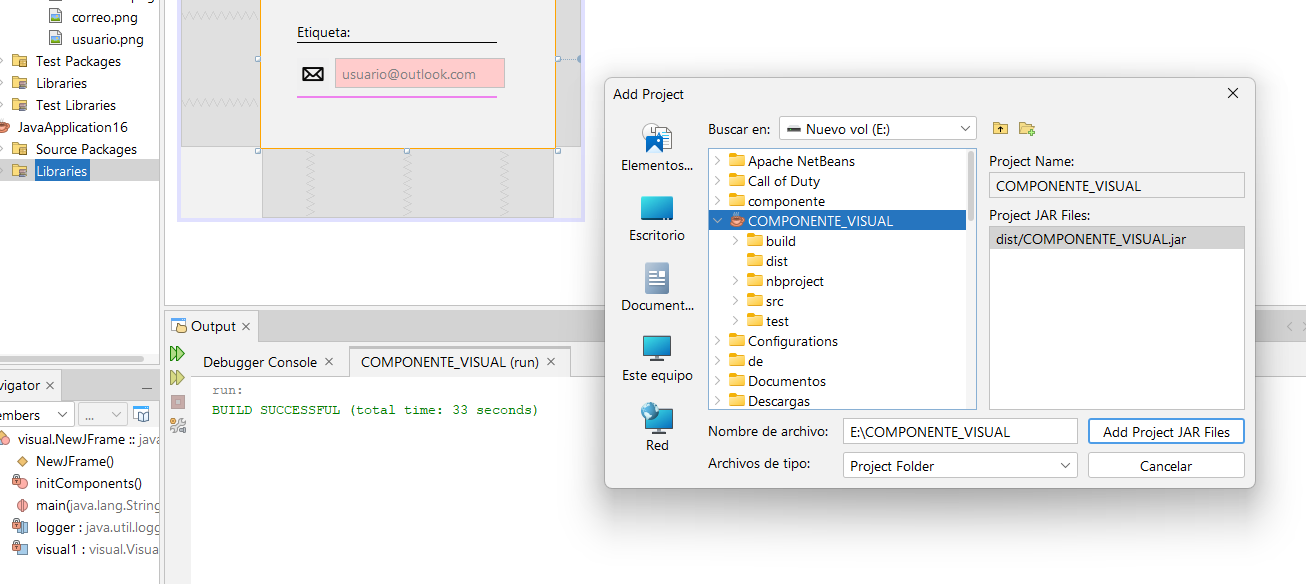 correo.png
usuario.png
Test Packages
Libraries
Test Libraries
JavaApplication16
Source Packages
Libraries
Etiqueta:
usuario@outlook.com
Output
Debugger Console
COMPONENTE_VISUAL (run)
run:
BUILD SUCCESSFUL (total time: 33 seconds)
vigator
embers
...
visual.NewJFrame :: java
NewJFrame()
initComponents()
main(java.lang.String
logger : java.util.logg
visual1 : visual.Visua
Add Project
Buscar en:
Nuevo vol (E:)
Elementos...
Escritorio
Document...
Este equipo
Red
Apache NetBeans
Call of Duty
componente
COMPONENTE_VISUAL
build
dist
nbproject
src
test
Configurations
de
Documentos
Descargas
Project Name:
COMPONENTE_VISUAL
Project JAR Files:
dist/COMPONENTE_VISUAL.jar
Nombre de archivo:
E:\COMPONENTE_VISUAL
Add Project JAR Files
Archivos de tipo:
Project Folder
Cancelar